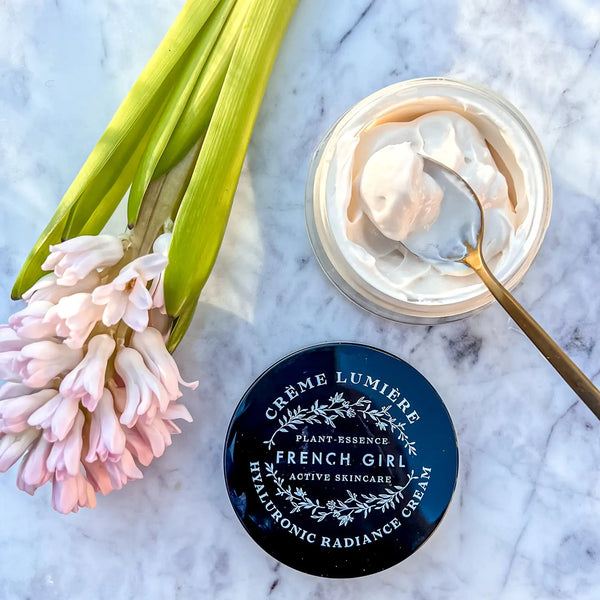 CRÈME LUMIÈRE
PLANT-ESSENCE
FRENCH GIRL
ACTIVE SKINCARE
HYALURONIC RADIANCE CREAM